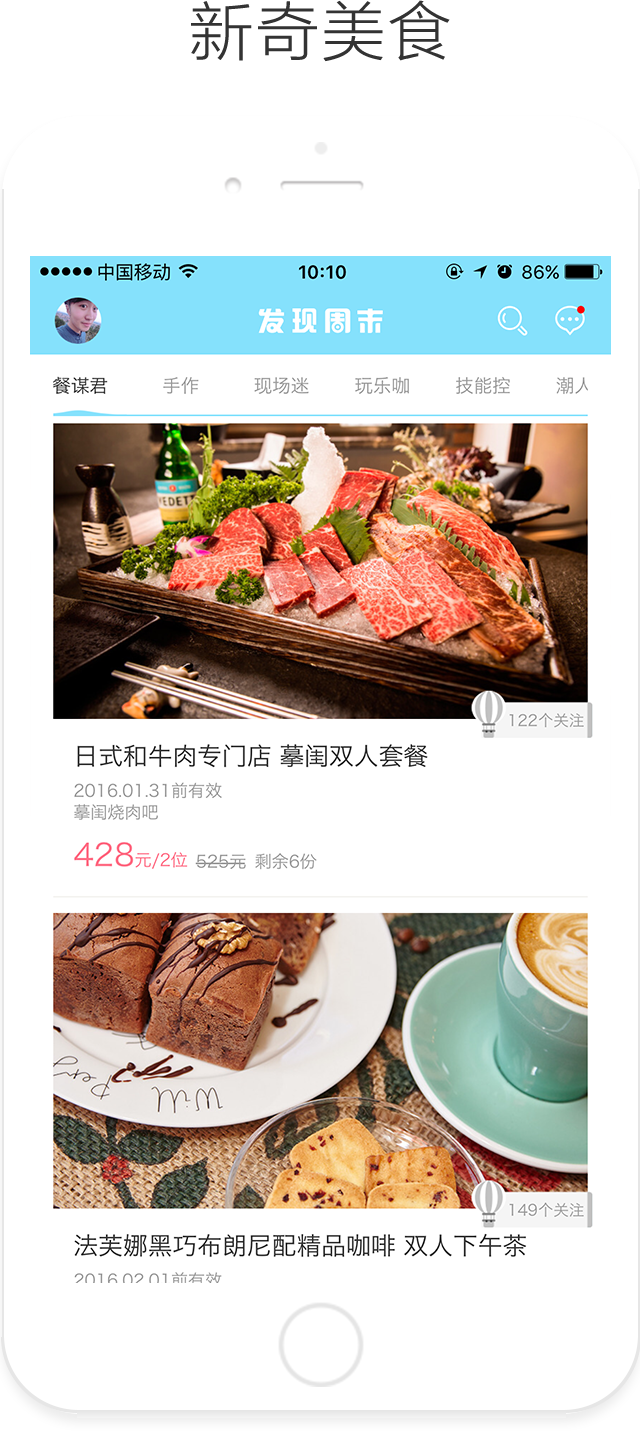 新奇美食
中国移动 10:10 86%
发现周末
餐谋君 手作 现场迷 玩乐咖 技能控 潮人
VEDETT
122个关注
日式和牛肉专门店 摹闺双人套餐
2016.01.31前有效
摹闺烧肉吧
428元/2位 525元 剩余6份
Will
149个关注
法芙娜黑巧布朗尼配精品咖啡 双人下午茶
2016.02.01前有效